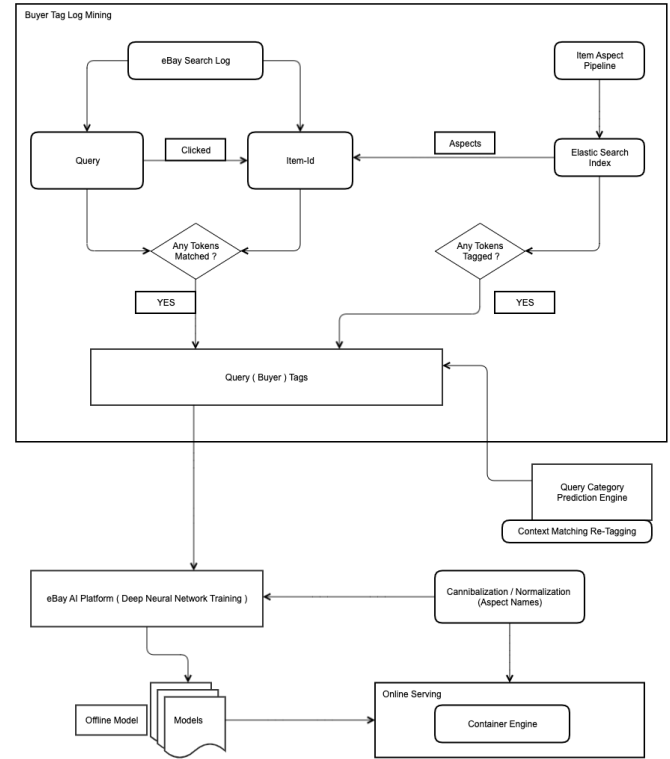 Buyer Tag Log Mining
eBay Search Log
Item Aspect
Pipeline
Query
Clicked
Item-Id
Aspects
Elastic Search
Index
Any Tokens
Matched ?
Any Tokens
Tagged ?
YES
YES
Query ( Buyer ) Tags
Query Category
Prediction Engine
Context Matching Re-Tagging
eBay AI Platform ( Deep Neural Network Training )
Cannibalization / Normalization
(Aspect Names)
Offline Model
Models
Online Serving
Container Engine